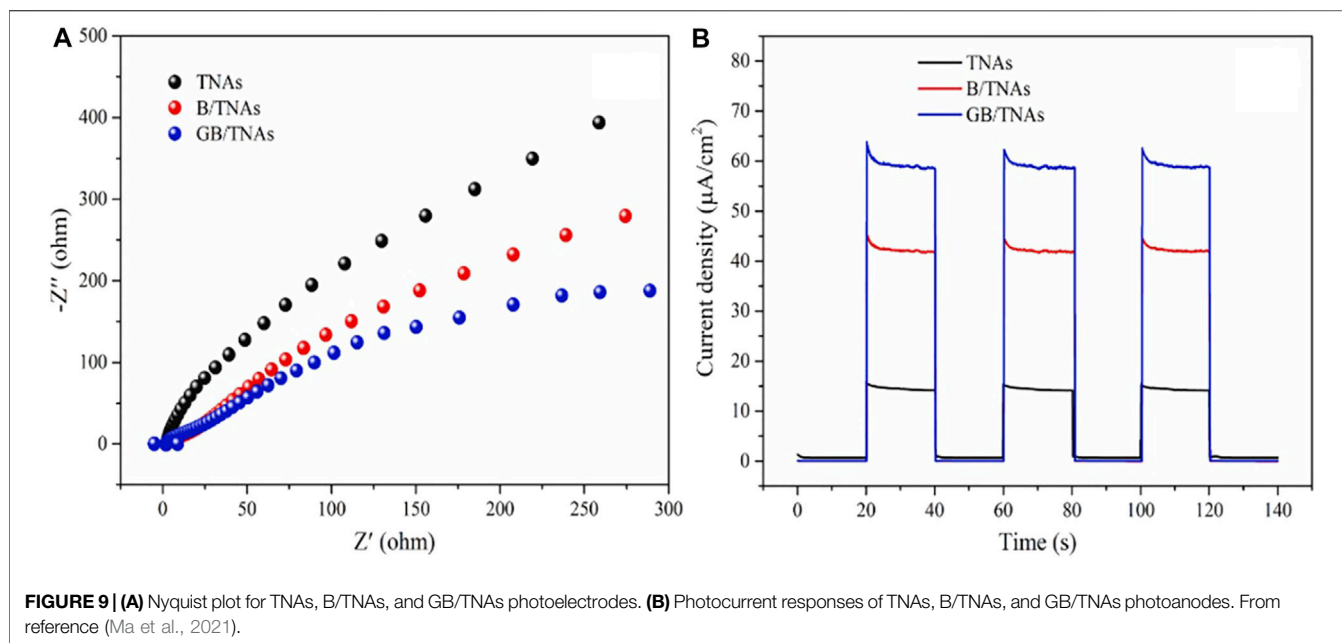 A
500
400
300
200
100
0
-Z'' (ohm)
TNAs
B/TNAs
GB/TNAs
0 50 100 150 200 250 300
Z' (ohm)
B
80
70
60
50
40
30
20
10
0
Current density (μA/cm²)
TNAs
B/TNAs
GB/TNAs
0 20 40 60 80 100 120 140
Time (s)
FIGURE 9 | (A) Nyquist plot for TNAs, B/TNAs, and GB/TNAs photoelectrodes. (B) Photocurrent responses of TNAs, B/TNAs, and GB/TNAs photoanodes. From
reference (Ma et al., 2021).